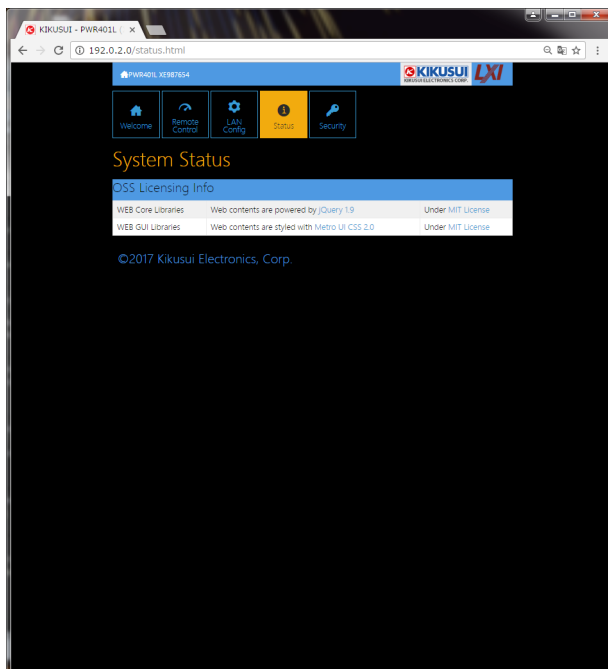 KIKUSUI - PWR401L (
192.0.2.0/status.html
PWR401L XE987654
KIKUSUI
KIKUSUI ELECTRONICS CORP.
LXI
Welcome
Remote Control
LAN Config
Status
Security
System Status
OSS Licensing Info
WEB Core Libraries Web contents are powered by jQuery 1.9 Under MIT License
WEB GUI Libraries Web contents are styled with Metro UI CSS 2.0 Under MIT License
©2017 Kikusui Electronics, Corp.